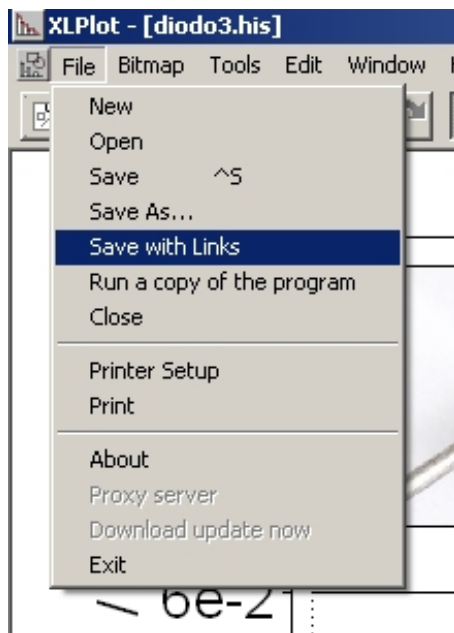 XLPlot - [diodo3.his]
File Bitmap Tools Edit Window
New
Open
Save ^S
Save As...
Save with Links
Run a copy of the program
Close
Printer Setup
Print
About
Proxy server
Download update now
Exit
6e-2